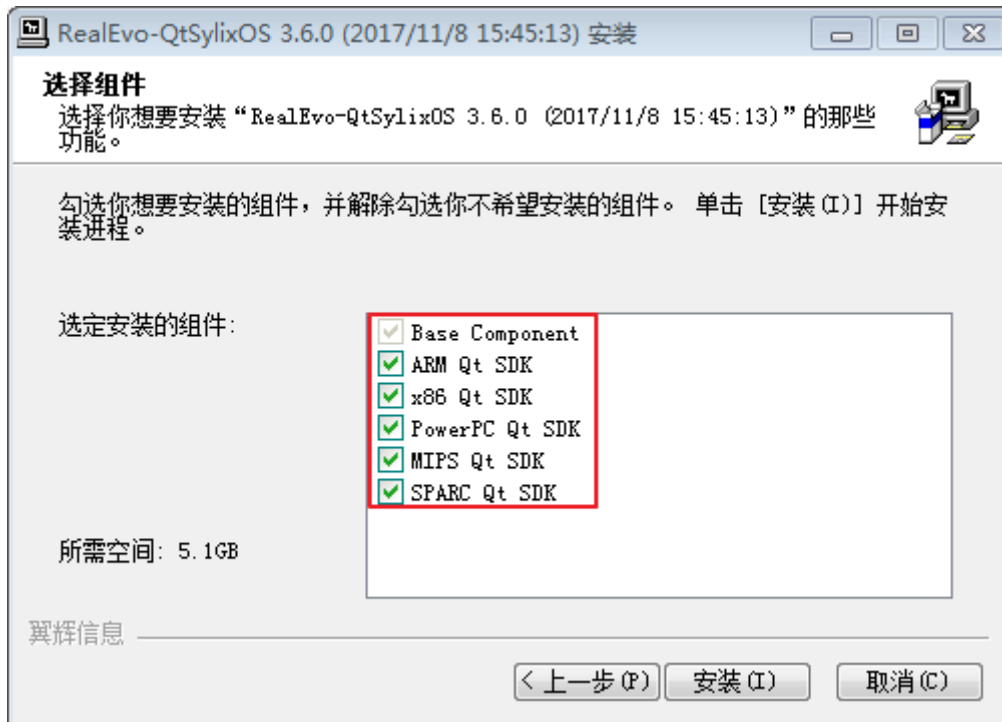 RealEvo-QtSylixOS 3.6.0 (2017/11/8 15:45:13) 安装
选择组件
选择你想要安装“RealEvo-QtSylixOS 3.6.0 (2017/11/8 15:45:13)”的那些
功能。
勾选你想要安装的组件，并解除勾选你不希望安装的组件。 单击 [安装(I)] 开始安
装进程。
选定安装的组件:
Base Component
ARM Qt SDK
x86 Qt SDK
PowerPC Qt SDK
MIPS Qt SDK
SPARC Qt SDK
所需空间: 5.1GB
翼辉信息
< 上一步(P)
安装(I)
取消(C)